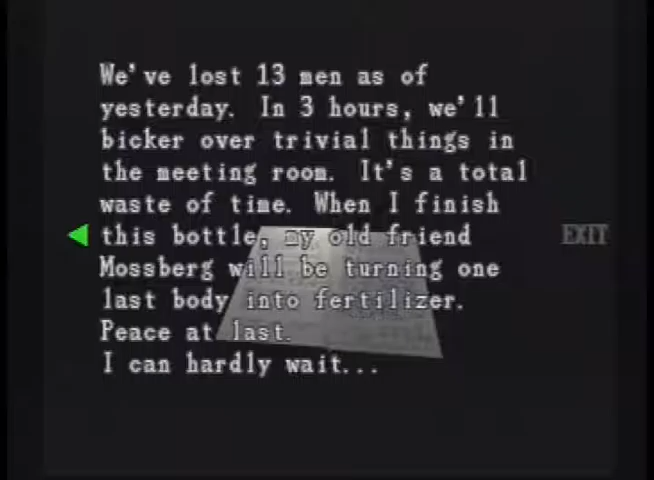 We've lost 13 men as of
yesterday. In 3 hours, we'll
bicker over trivial things in
the meeting room. It's a total
waste of time. When I finish
this bottle, my old friend
EXIT
Mossberg will be turning one
last body into fertilizer.
Peace at last.
I can hardly wait...